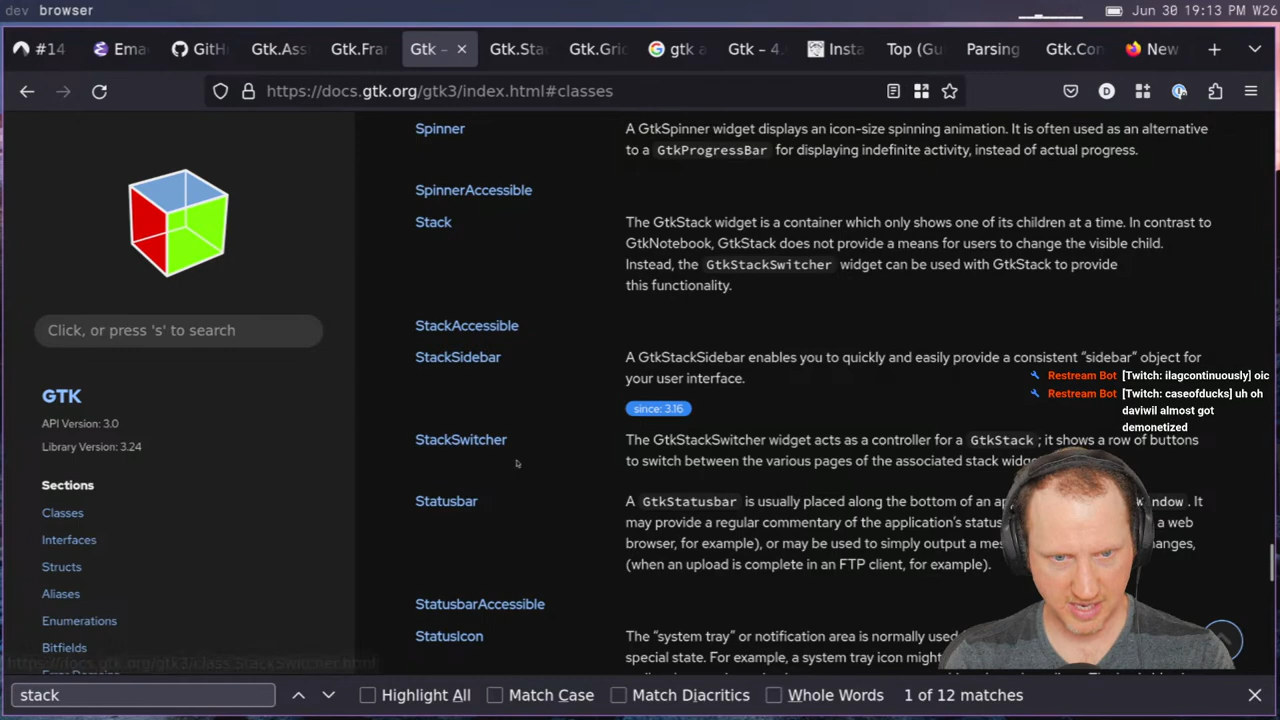 dev browser
Jun 30 19:13 PM W26
#14
Ema
GitH
Gtk.Ass
Gtk.Fra
Gtk –
Gtk.Sta
Gtk.Gri
gtk a
Gtk – 4
Insta
Top (Gu
Parsing
Gtk.Con
New
https://docs.gtk.org/gtk3/index.html#classes
D
Click, or press 's' to search
GTK
API Version: 3.0
Library Version: 3.24
Sections
Classes
Interfaces
Structs
Aliases
Enumerations
Bitfields
https://docs.gtk.org/gtk3/class.StackSwitcher.html
Spinner
A GtkSpinner widget displays an icon-size spinning animation. It is often used as an alternative
to a GtkProgressBar for displaying indefinite activity, instead of actual progress.
SpinnerAccessible
Stack
The GtkStack widget is a container which only shows one of its children at a time. In contrast to
GtkNotebook, GtkStack does not provide a means for users to change the visible child.
Instead, the GtkStackSwitcher widget can be used with GtkStack to provide
this functionality.
StackAccessible
StackSidebar
A GtkStackSidebar enables you to quickly and easily provide a consistent “sidebar” object for
your user interface.
since: 3.16
Restream Bot [Twitch: ilagcontinuously] oic
Restream Bot [Twitch: caseofducks] uh oh
daviwil almost got
demonetized
StackSwitcher
The GtkStackSwitcher widget acts as a controller for a GtkStack ; it shows a row of buttons
to switch between the various pages of the associated stack
Statusbar
A GtkStatusbar is usually placed along the bottom of an . It
may provide a regular commentary of the application’s a web
browser, for example), or may be used to simply output a
(when an upload is complete in an FTP client, for example).
StatusbarAccessible
StatusIcon
The “system tray” or notification area is normally used
special state. For example, a system tray icon might
stack
Highlight All
Match Case
Match Diacritics
Whole Words
1 of 12 matches